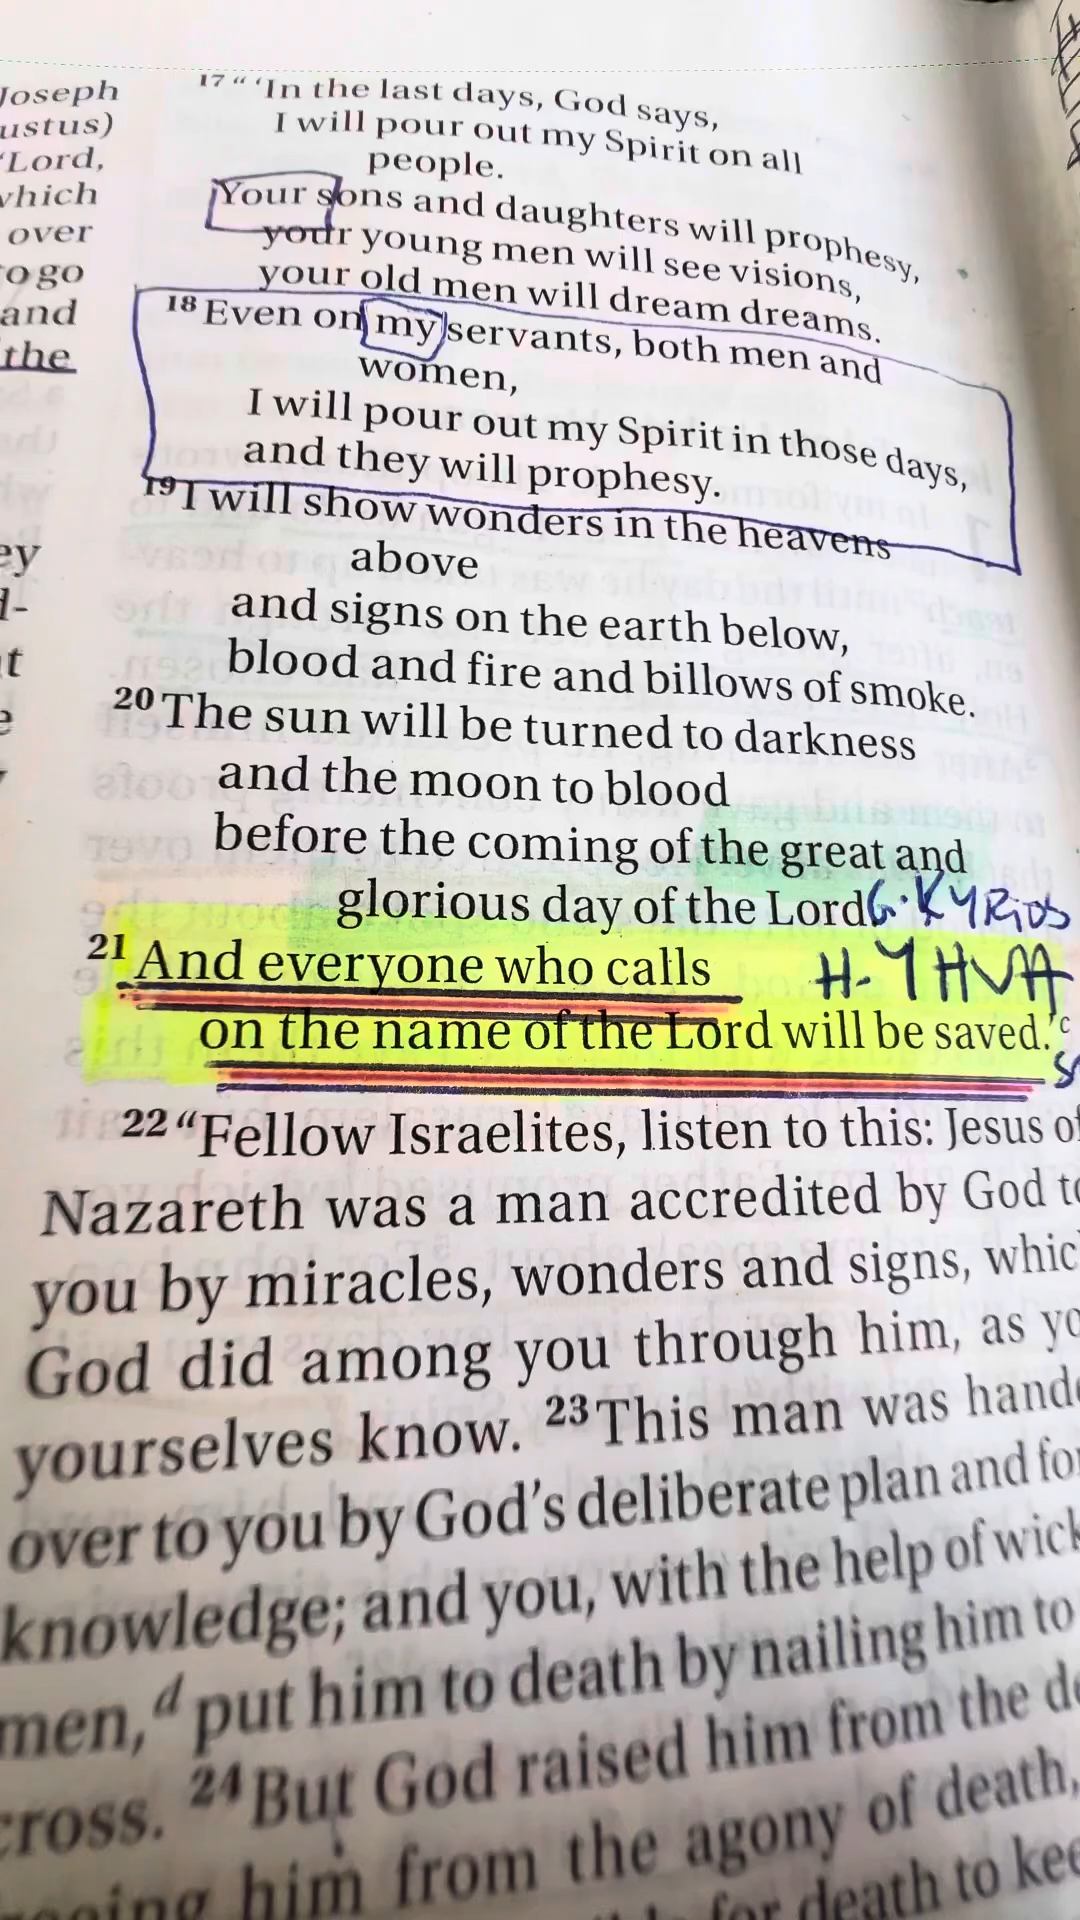 Joseph
ustus)
‘Lord,
which
over
to go
and
the
ey
d-
at
e
17 “ ‘In the last days, God says,
I will pour out my Spirit on all
people.
Your sons and daughters will prophesy,
your young men will see visions,
your old men will dream dreams.
18 Even on my servants, both men and
women,
I will pour out my Spirit in those days,
and they will prophesy.
19 I will show wonders in the heavens
above
and signs on the earth below,
blood and fire and billows of smoke.
20 The sun will be turned to darkness
and the moon to blood
before the coming of the great and
glorious day of the Lord G. KYRiOS
21 And everyone who calls H- YHVH
on the name of the Lord will be saved.’ c
22 “Fellow Israelites, listen to this: Jesus of
Nazareth was a man accredited by God to
you by miracles, wonders and signs, whic
God did among you through him, as yo
yourselves know. 23 This man was hande
over to you by God’s deliberate plan and for
knowledge; and you, with the help of wick
men, d put him to death by nailing him to
cross. 24 But God raised him from the de
him from the agony of death,
for death to kee